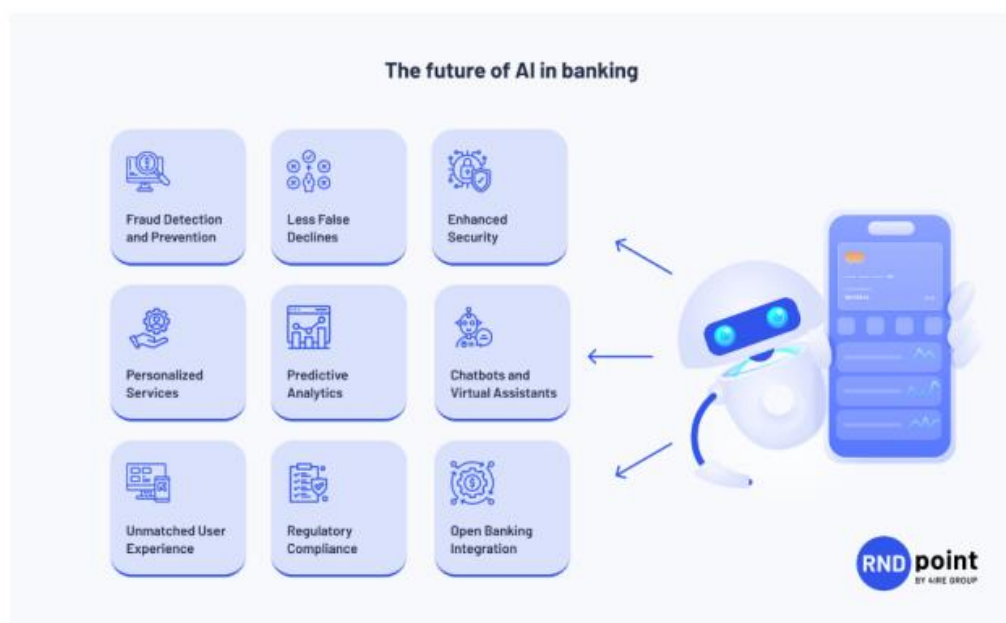 The future of AI in banking
Fraud Detection
and Prevention
Less False
Declines
Enhanced
Security
Personalized
Services
Predictive
Analytics
Chatbots and
Virtual Assistants
Unmatched User
Experience
Regulatory
Compliance
Open Banking
Integration
RND point
BY 4IRE GROUP